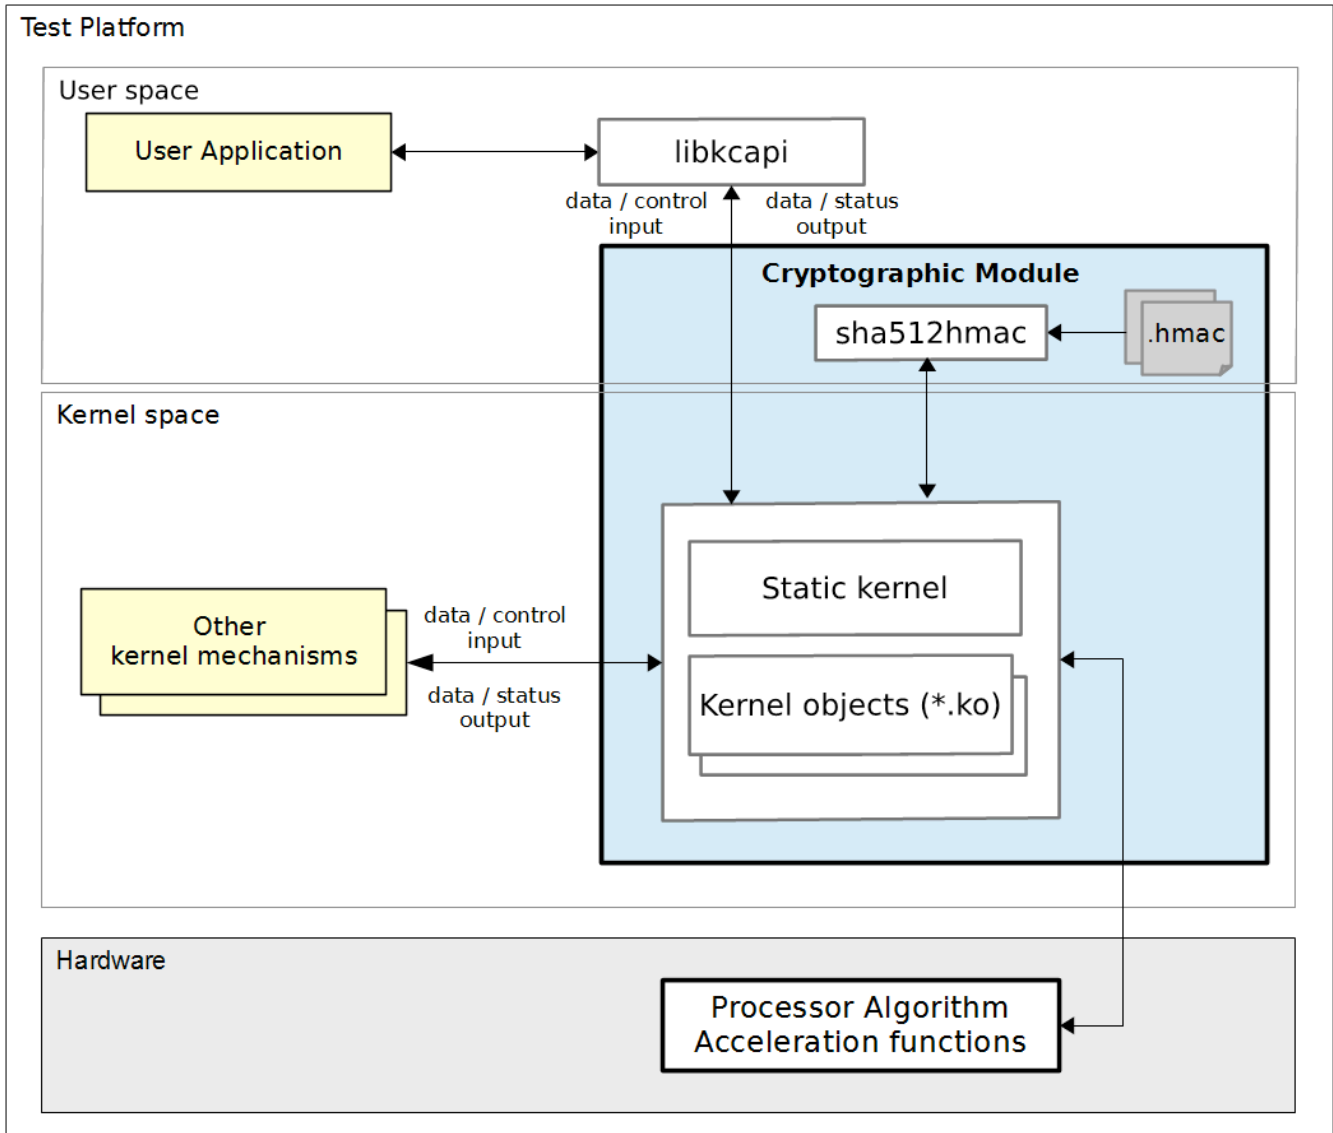 Test Platform
User space
User Application
libkcapi
data / control
input
data / status
output
Cryptographic Module
sha512hmac
.hmac
Kernel space
Static kernel
Other
kernel mechanisms
data / control
input
data / status
output
Kernel objects (*.ko)
Hardware
Processor Algorithm
Acceleration functions